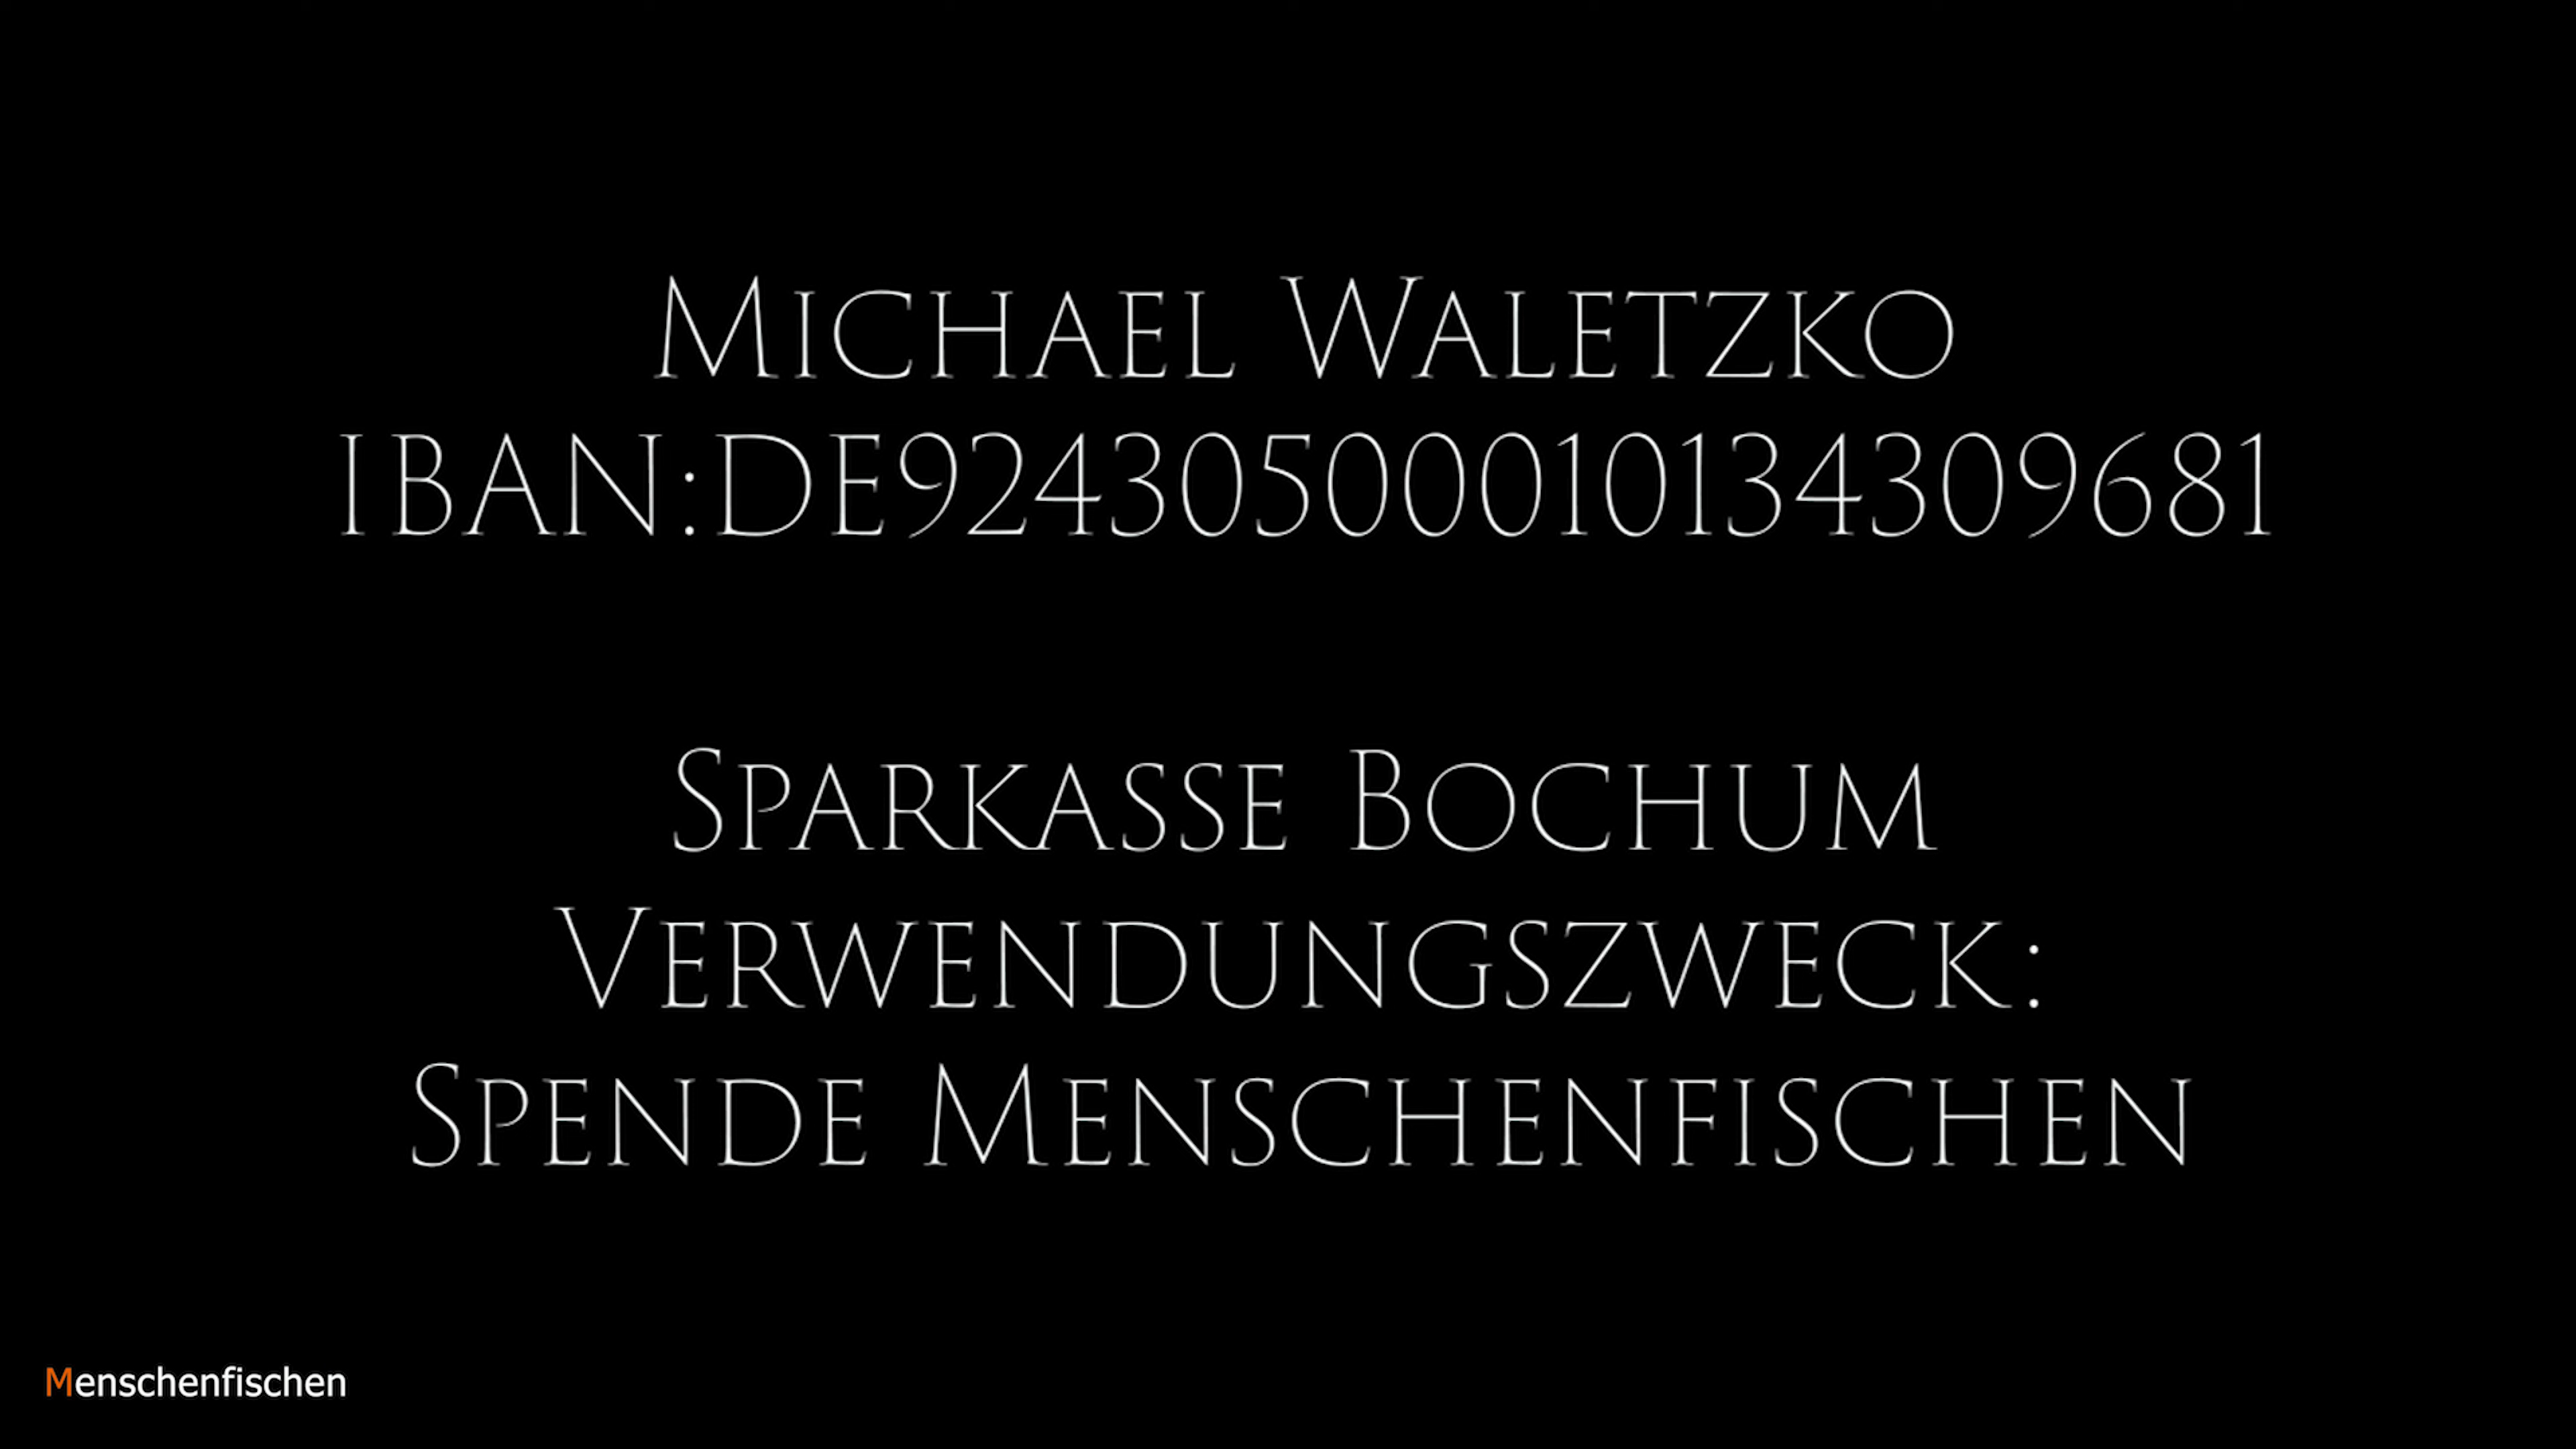 Michael Waletzko
IBAN:DE92430500010134309681
Sparkasse Bochum
Verwendungszweck:
Spende Menschenfischen
Menschenfischen